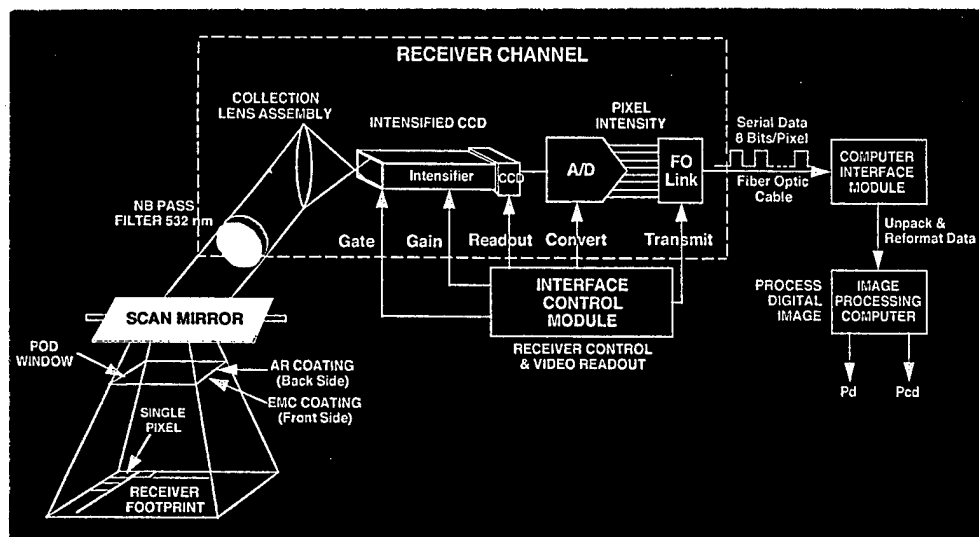 RECEIVER CHANNEL
COLLECTION
LENS ASSEMBLY
INTENSIFIED CCD
PIXEL
INTENSITY
Serial Data
8 Bits/Pixel
Intensifier
CCD
A/D
FO
Link
COMPUTER
INTERFACE
MODULE
Fiber Optic
Cable
NB PASS
FILTER 532 nm
Gate
Gain
Readout
Convert
Transmit
Unpack &
Reformat Data
SCAN MIRROR
INTERFACE
CONTROL
MODULE
PROCESS
DIGITAL
IMAGE
IMAGE
PROCESSING
COMPUTER
RECEIVER CONTROL
& VIDEO READOUT
POD
WINDOW
AR COATING
(Back Side)
EMC COATING
(Front Side)
Pd
Pcd
SINGLE
PIXEL
RECEIVER
FOOTPRINT